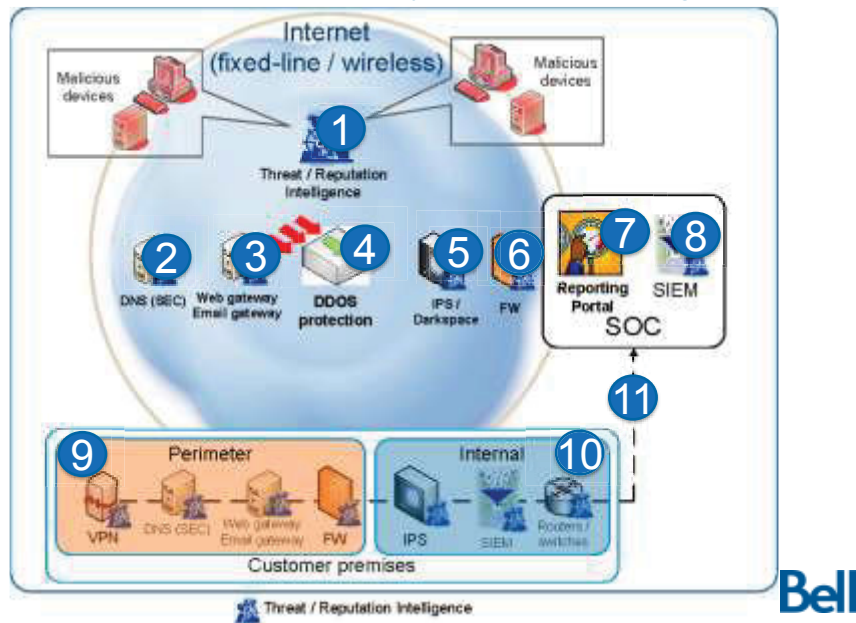 Internet
(fixed-line / wireless)
Malicious
devices
Malicious
devices
1
Threat / Reputation
Intelligence
2
3
4
5
6
7
8
DNS (SEC)
Web gateway
Email gateway
DDOS
protection
IPS /
Darkspace
FW
Reporting
Portal
SIEM
SOC
11
9
Perimeter
Internal
10
VPN
DNS (SEC)
Web gateway
Email gateway
FW
IPS
SIEM
Routers /
switches
Customer premises
Threat / Reputation Intelligence
Bell